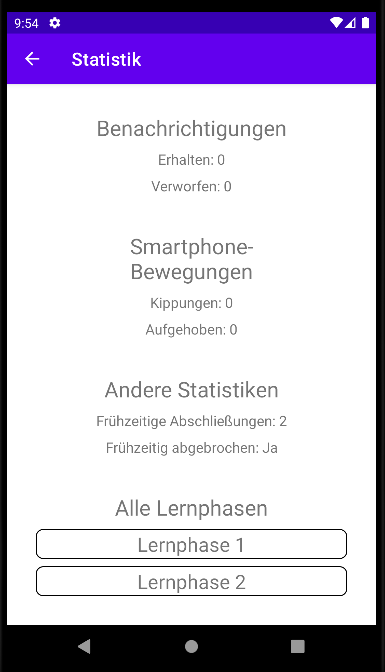 9:54
Statistik
Benachrichtigungen
Erhalten: 0
Verworfen: 0
Smartphone-
Bewegungen
Kippungen: 0
Aufgehoben: 0
Andere Statistiken
Frühzeitige Abschließungen: 2
Frühzeitig abgebrochen: Ja
Alle Lernphasen
Lernphase 1
Lernphase 2